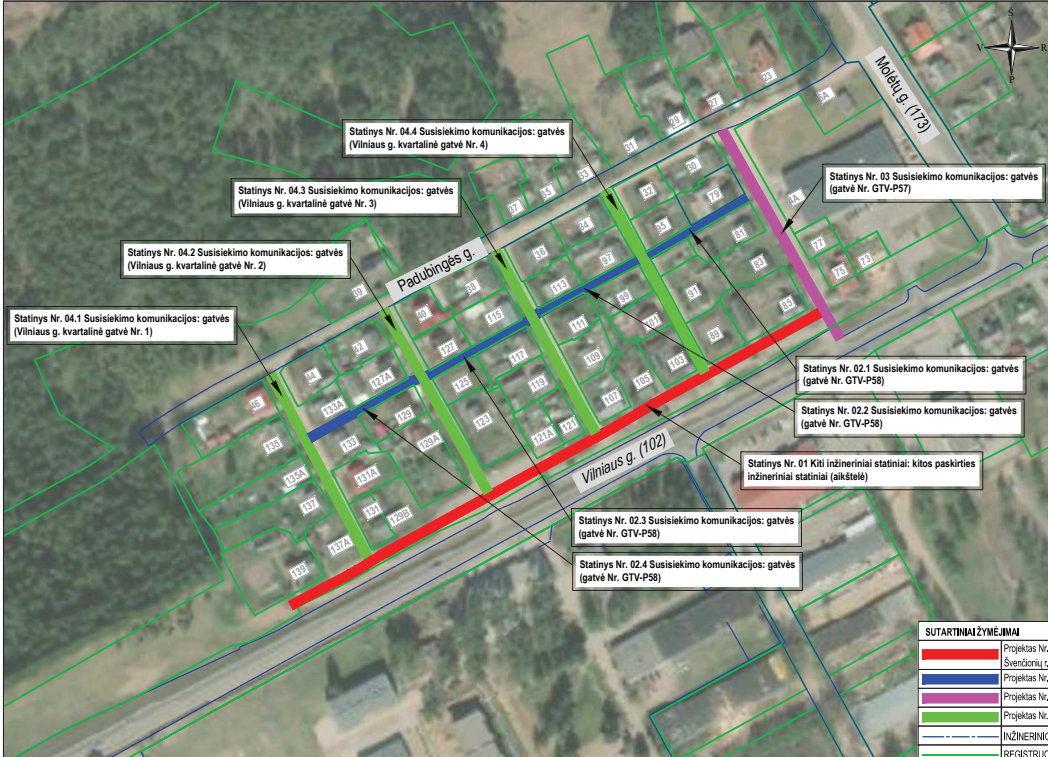 Š
V
R
P
Molėtų g. (173)
23
27
5A
29
31
33
35
37
Statinys Nr. 04.4 Susisiekimo komunikacijos: gatvės
(Vilniaus g. kvartalinė gatvė Nr. 4)
Statinys Nr. 03 Susisiekimo komunikacijos: gatvės
(gatvė Nr. GTV-P57)
Statinys Nr. 04.3 Susisiekimo komunikacijos: gatvės
(Vilniaus g. kvartalinė gatvė Nr. 3)
Statinys Nr. 04.2 Susisiekimo komunikacijos: gatvės
(Vilniaus g. kvartalinė gatvė Nr. 2)
Statinys Nr. 04.1 Susisiekimo komunikacijos: gatvės
(Vilniaus g. kvartalinė gatvė Nr. 1)
Padubingės g.
30
32
79
34
81
36
97
77
75
73
83
39
38
113
99
91
85
40
115
111
101
89
42
127
117
109
103
44
127A
125
119
105
46
133A
129
123
107
135
133
129A
121A
121
135A
131A
137
131
129B
139
137A
Vilniaus g. (102)
Statinys Nr. 02.1 Susisiekimo komunikacijos: gatvės
(gatvė Nr. GTV-P58)
Statinys Nr. 02.2 Susisiekimo komunikacijos: gatvės
(gatvė Nr. GTV-P58)
Statinys Nr. 01 Kiti inžineriniai statiniai: kitos paskirties
inžineriniai statiniai (aikštelė)
Statinys Nr. 02.3 Susisiekimo komunikacijos: gatvės
(gatvė Nr. GTV-P58)
Statinys Nr. 02.4 Susisiekimo komunikacijos: gatvės
(gatvė Nr. GTV-P58)
SUTARTINIAI ŽYMĖJIMAI
Projektas Nr.
Švenčionių r.
Projektas Nr.
Projektas Nr.
Projektas Nr.